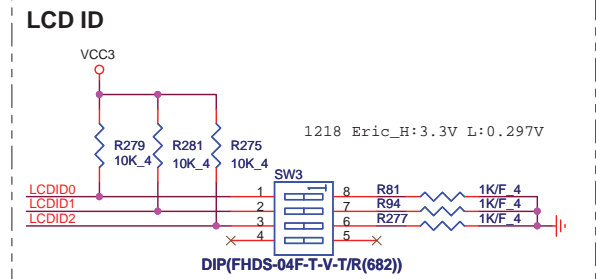 LCD ID
VCC3
R279
10K_4
R281
10K_4
R275
10K_4
1218 Eric_H:3.3V L:0.297V
SW3
LCDID0
LCDID1
LCDID2
1
2
3
4
1
8
7
6
5
R81
1K/F_4
R94
1K/F_4
R277
1K/F_4
DIP(FHDS-04F-T-V-T/R(682))